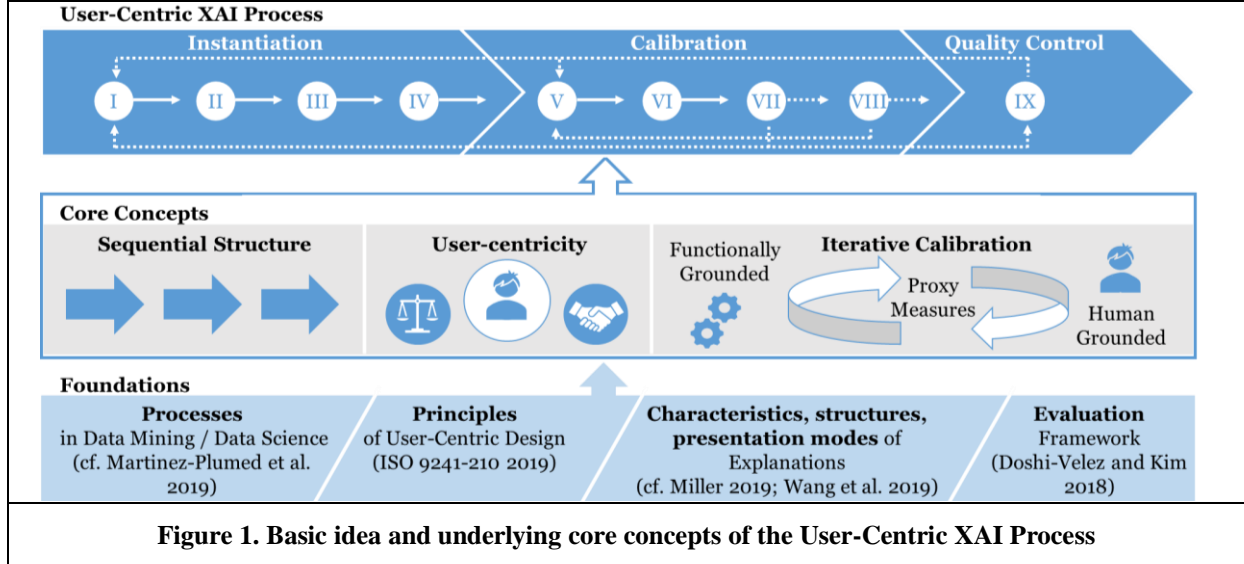 User-Centric XAI Process
Instantiation
Calibration
Quality Control
I
II
III
IV
V
VI
VII
VIII
IX
Core Concepts
Sequential Structure
User-centricity
Functionally
Grounded
Iterative Calibration
Proxy
Measures
Human
Grounded
Foundations
Processes
in Data Mining / Data Science
(cf. Martinez-Plumed et al.
2019)
Principles
of User-Centric Design
(ISO 9241-210 2019)
Characteristics, structures,
presentation modes of
Explanations
(cf. Miller 2019; Wang et al. 2019)
Evaluation
Framework
(Doshi-Velez and Kim
2018)
Figure 1. Basic idea and underlying core concepts of the User-Centric XAI Process